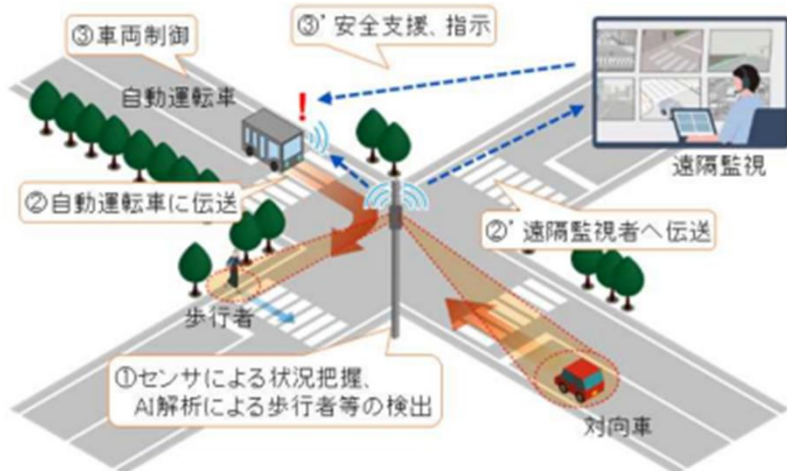 ③車両制御
③’安全支援、指示
自動運転車
!
遠隔監視
②自動運転車に伝送
②’遠隔監視者へ伝送
歩行者
①センサによる状況把握、
AI解析による歩行者等の検出
対向車